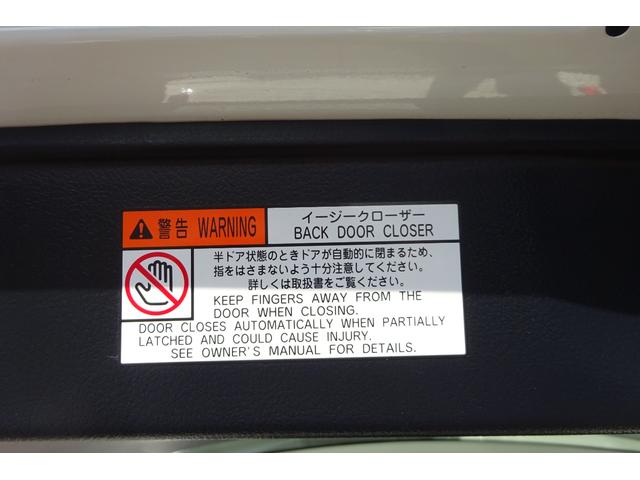 警告 WARNING
イージークローザー
BACK DOOR CLOSER
半ドア状態のときドアが自動的に閉まるため、
指をはさまないよう十分注意してください。
詳しくは取扱書をご覧ください。
KEEP FINGERS AWAY FROM THE
DOOR WHEN CLOSING.
DOOR CLOSES AUTOMATICALLY WHEN PARTIALLY
LATCHED AND COULD CAUSE INJURY.
SEE OWNER'S MANUAL FOR DETAILS.